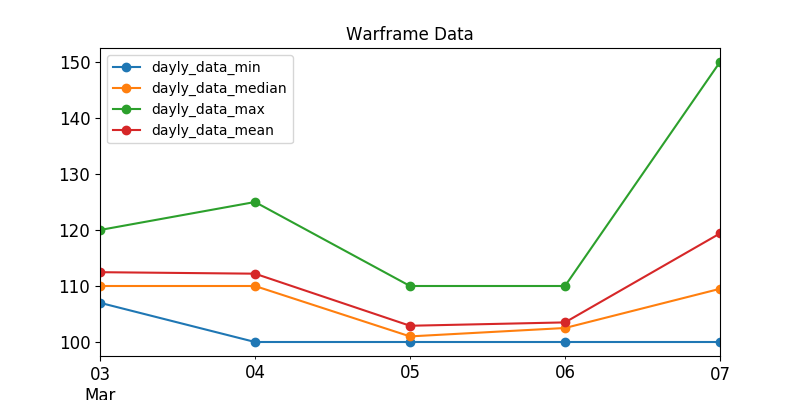 Warframe Data
dayly_data_min
dayly_data_median
dayly_data_max
dayly_data_mean
150
140
130
120
110
100
03 04 05 06 07
Mar